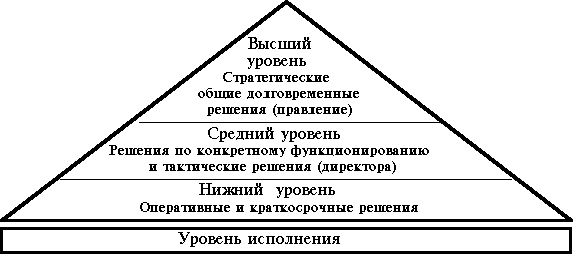 Высший
уровень
Стратегические
общие долговременные
решения (правление)
Средний уровень
Решения по конкретному функционированию
и тактические решения (директора)
Нижний уровень
Оперативные и краткосрочные решения
Уровень исполнения